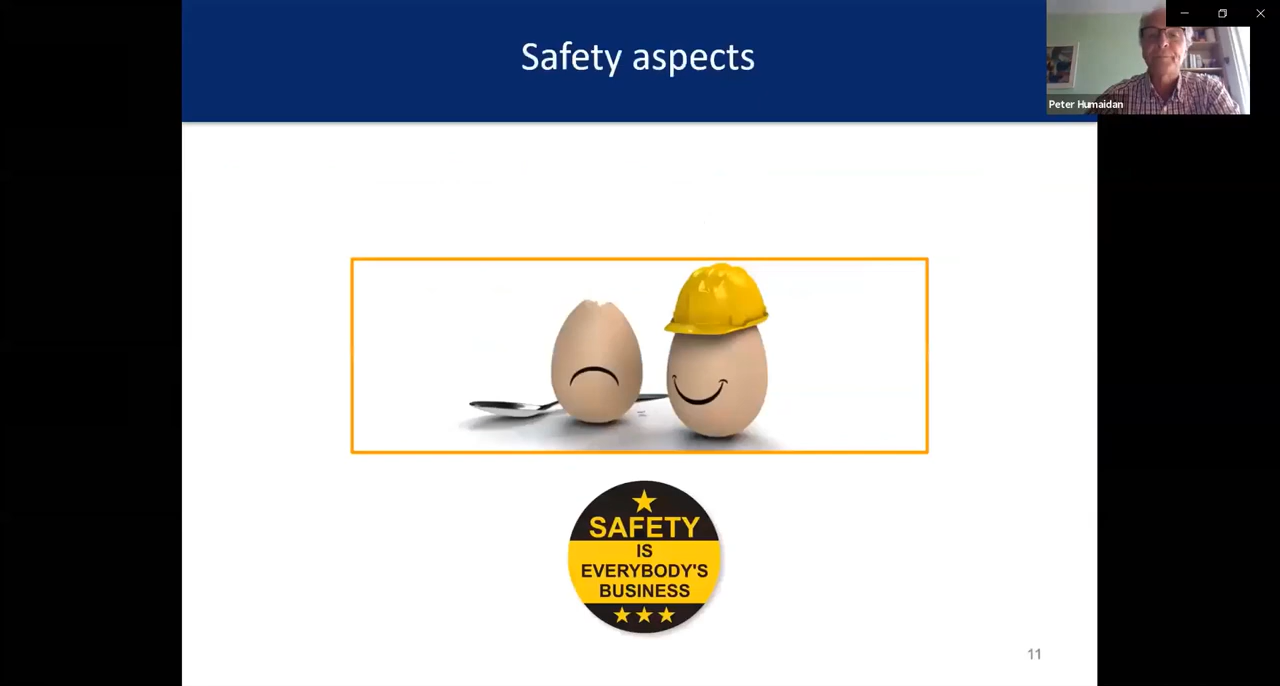 Safety aspects
Peter Humaidan
SAFETY
IS
EVERYBODY'S
BUSINESS
11